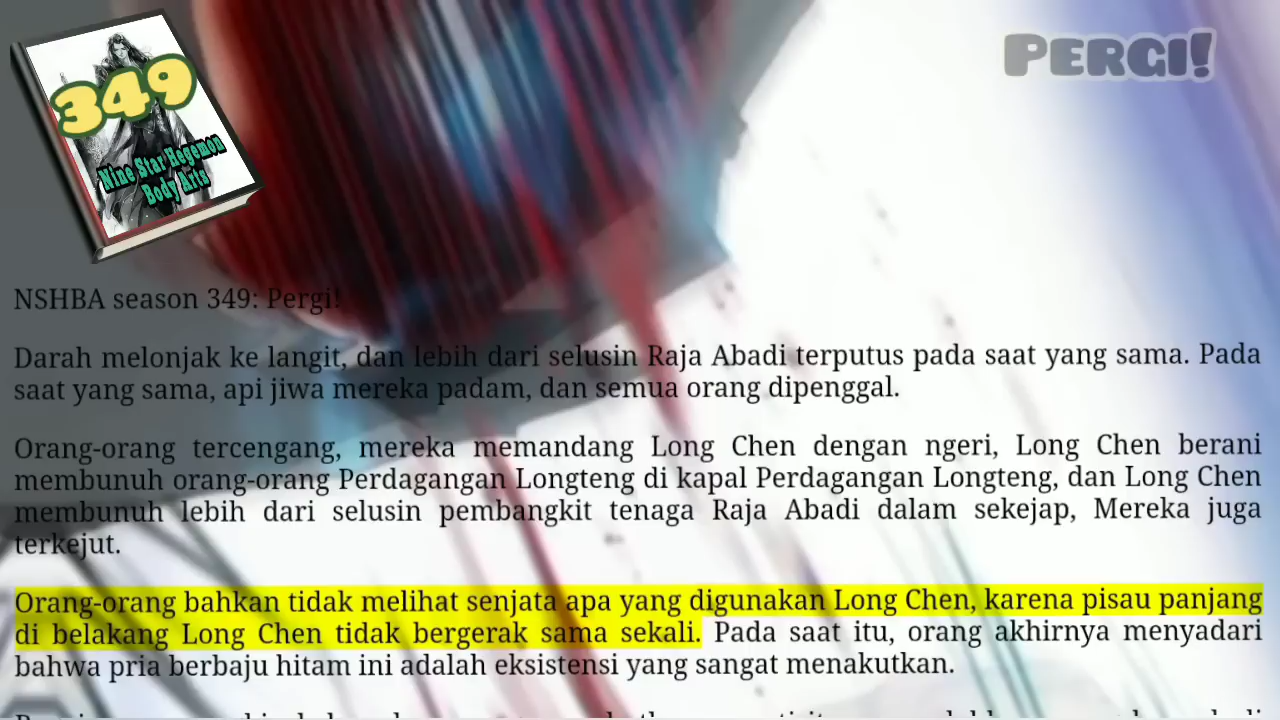 PERGI!
349
Nine Star Hegemon
Body Arts
NSHBA season 349: Pergi!
Darah melonjak ke langit, dan lebih dari selusin Raja Abadi terputus pada saat yang sama. Pada
saat yang sama, api jiwa mereka padam, dan semua orang dipenggal.
Orang-orang tercengang, mereka memandang Long Chen dengan ngeri, Long Chen berani
membunuh orang-orang Perdagangan Longteng di kapal Perdagangan Longteng, dan Long Chen
membunuh lebih dari selusin pembangkit tenaga Raja Abadi dalam sekejap, Mereka juga
terkejut.
Orang-orang bahkan tidak melihat senjata apa yang digunakan Long Chen, karena pisau panjang
di belakang Long Chen tidak bergerak sama sekali. Pada saat itu, orang akhirnya menyadari
bahwa pria berbaju hitam ini adalah eksistensi yang sangat menakutkan.